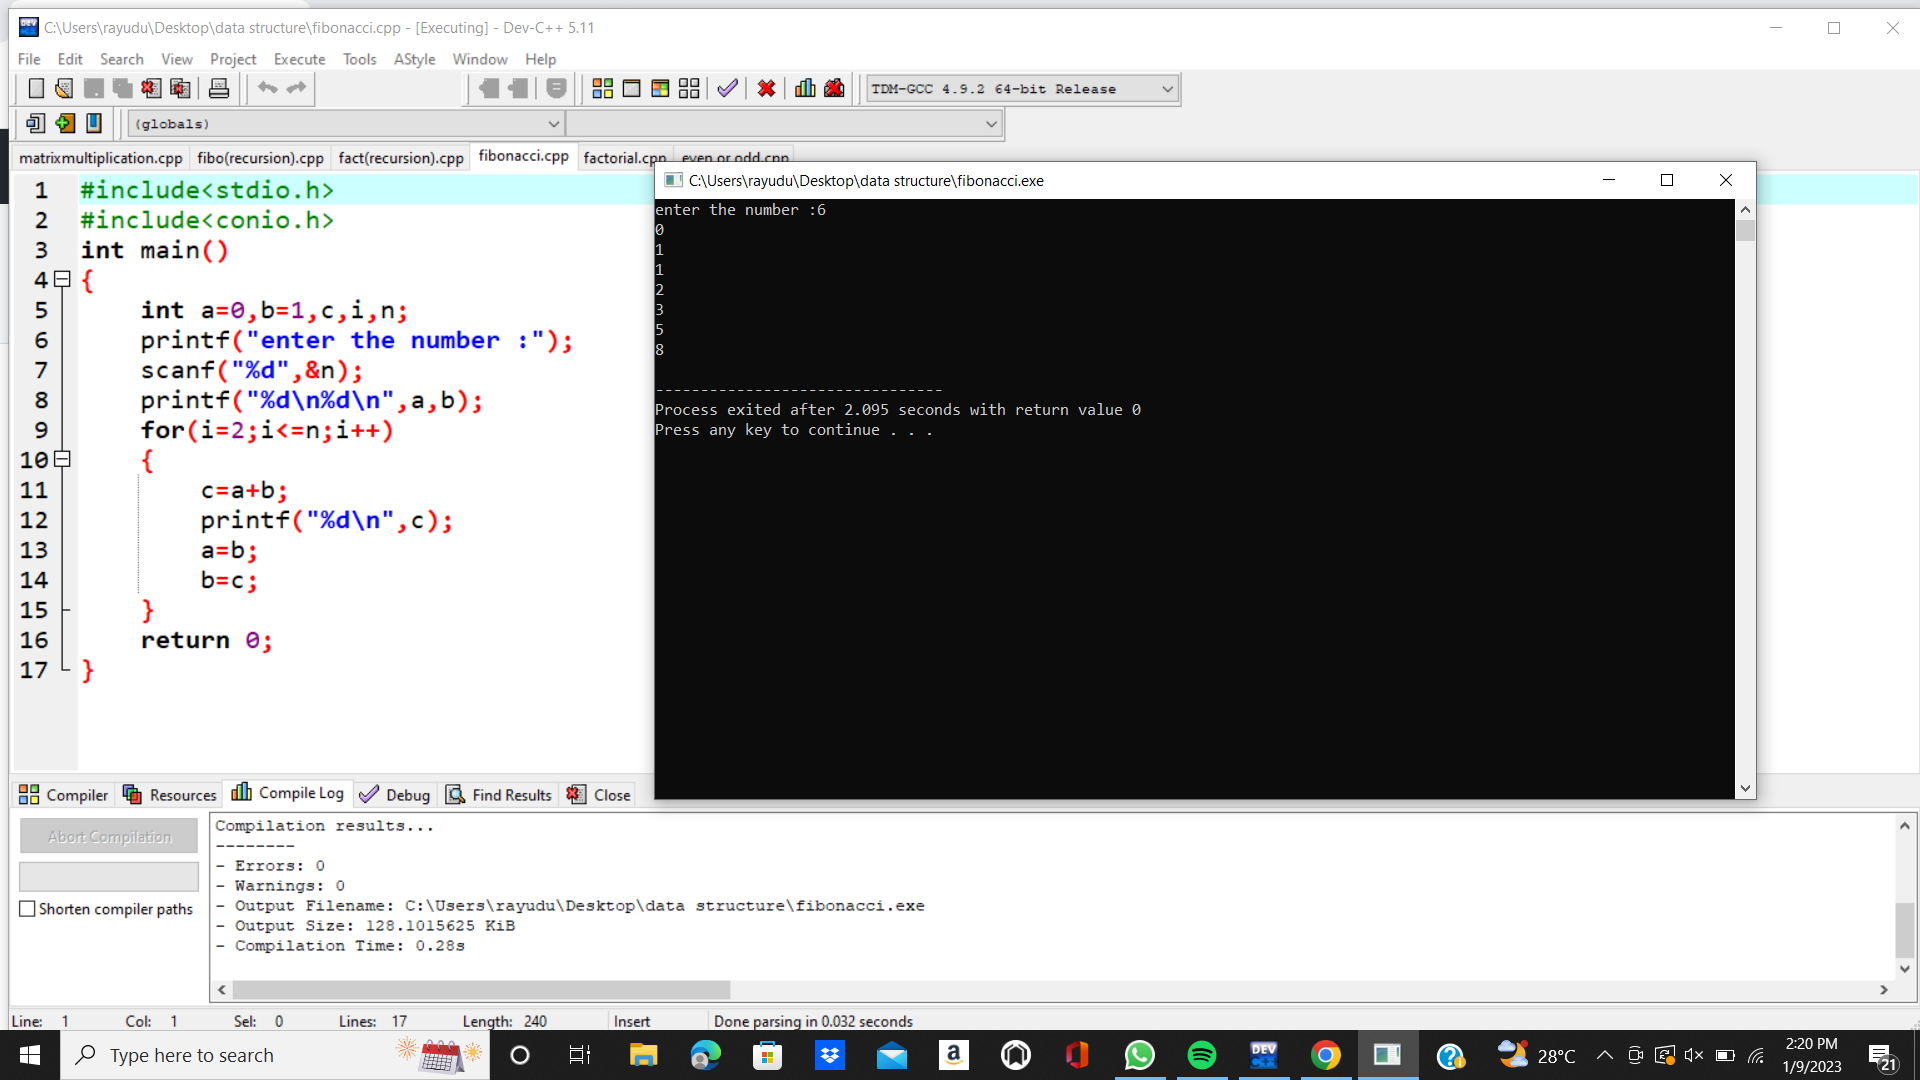 C:\Users\rayudu\Desktop\data structure\fibonacci.cpp - [Executing] - Dev-C++ 5.11
File Edit Search View Project Execute Tools AStyle Window Help
TDM-GCC 4.9.2 64-bit Release
(globals)
matrixmultiplication.cpp fibo(recursion).cpp fact(recursion).cpp fibonacci.cpp factorial.cpp even or odd.cpp
1 #include<stdio.h>
2 #include<conio.h>
3 int main()
4 {
5 int a=0,b=1,c,i,n;
6 printf("enter the number :");
7 scanf("%d",&n);
8 printf("%d\n%d\n",a,b);
9 for(i=2;i<=n;i++)
10 {
11 c=a+b;
12 printf("%d\n",c);
13 a=b;
14 b=c;
15 }
16 return 0;
17 }
C:\Users\rayudu\Desktop\data structure\fibonacci.exe
enter the number :6
0
1
1
2
3
5
8
--------------------------------
Process exited after 2.095 seconds with return value 0
Press any key to continue . . .
Compiler Resources Compile Log Debug Find Results Close
Abort Compilation
Shorten compiler paths
Compilation results...
--------
- Errors: 0
- Warnings: 0
- Output Filename: C:\Users\rayudu\Desktop\data structure\fibonacci.exe
- Output Size: 128.1015625 KiB
- Compilation Time: 0.28s
Line: 1 Col: 1 Sel: 0 Lines: 17 Length: 240 Insert Done parsing in 0.032 seconds
Type here to search
DEV C++
28°C
2:20 PM
1/9/2023
21